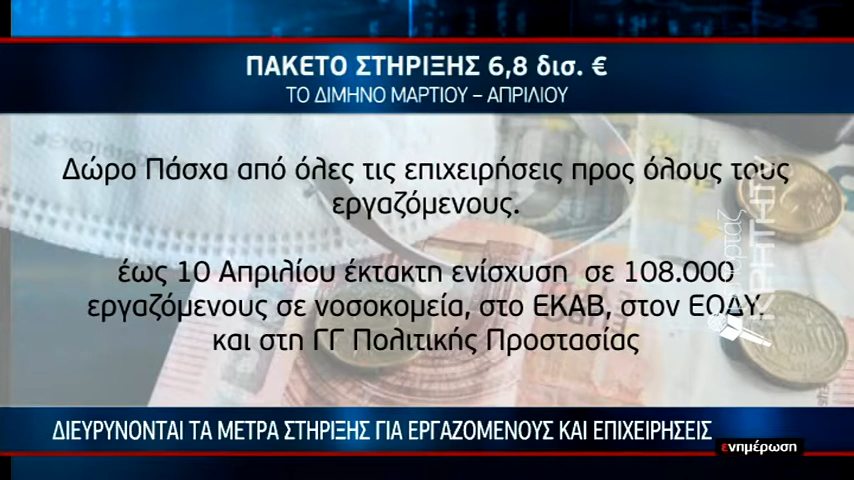 ΠΑΚΕΤΟ ΣΤΗΡΙΞΗΣ 6,8 δισ. €
ΤΟ ΔΙΜΗΝΟ ΜΑΡΤΙΟΥ – ΑΠΡΙΛΙΟΥ
Δώρο Πάσχα από όλες τις επιχειρήσεις προς όλους τους
εργαζόμενους.
έως 10 Απριλίου έκτακτη ενίσχυση σε 108.000
εργαζόμενους σε νοσοκομεία, στο ΕΚΑΒ, στον ΕΟΔΥ.
και στη ΓΓ Πολιτικής Προστασίας
ΚΡΗΤΗ TV
ΔΙΕΥΡΥΝΟΝΤΑΙ ΤΑ ΜΕΤΡΑ ΣΤΗΡΙΞΗΣ ΓΙΑ ΕΡΓΑΖΟΜΕΝΟΥΣ ΚΑΙ ΕΠΙΧΕΙΡΗΣΕΙΣ
ενημέρωση